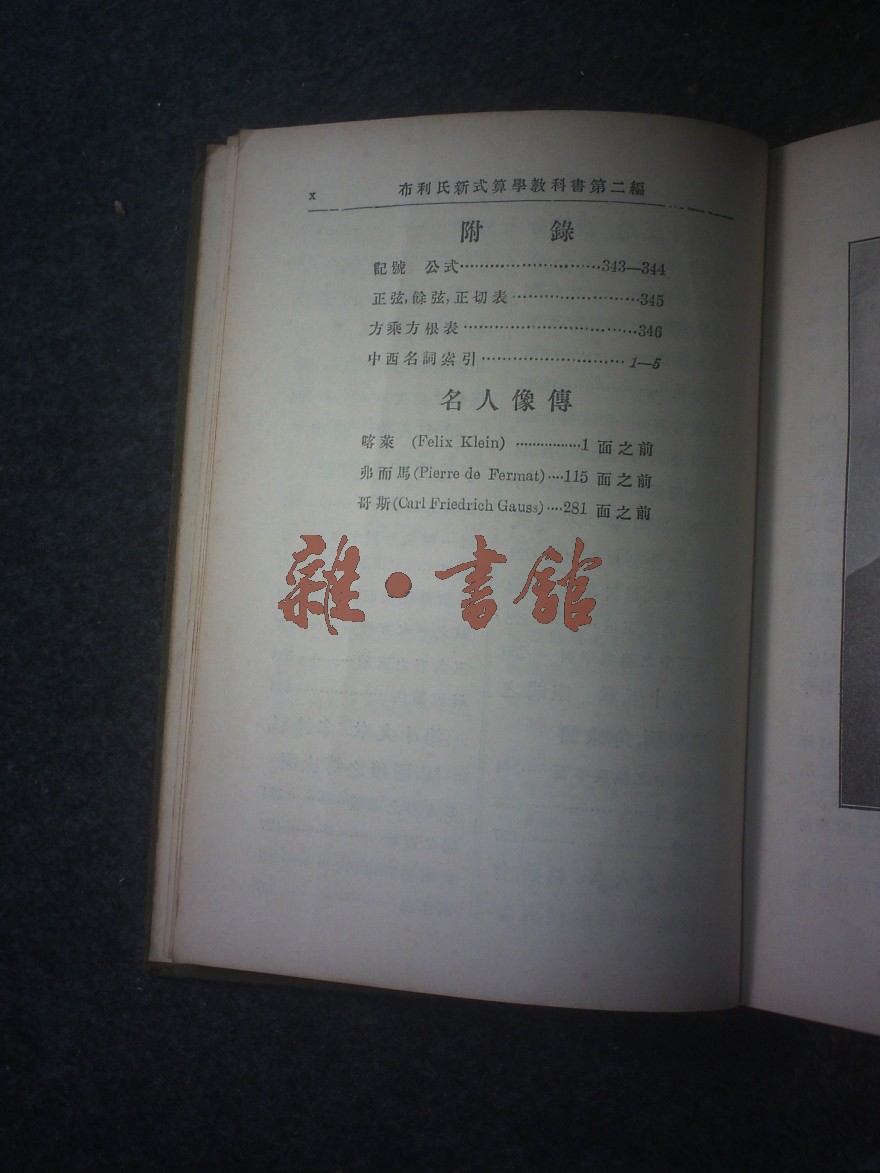 x 布利氏新式算學教科書第二編
附 錄
記號 公式…………………………343—344
正弦,餘弦,正切表………………………345
方乘方根表………………………………346
中西名詞索引…………………………1—5
名人像傳
喀萊 (Felix Klein) ………………1 面之前
弗而馬(Pierre de Fermat)····115 面之前
哥斯(Carl Friedrich Gauss)····281 面之前
雜·書館